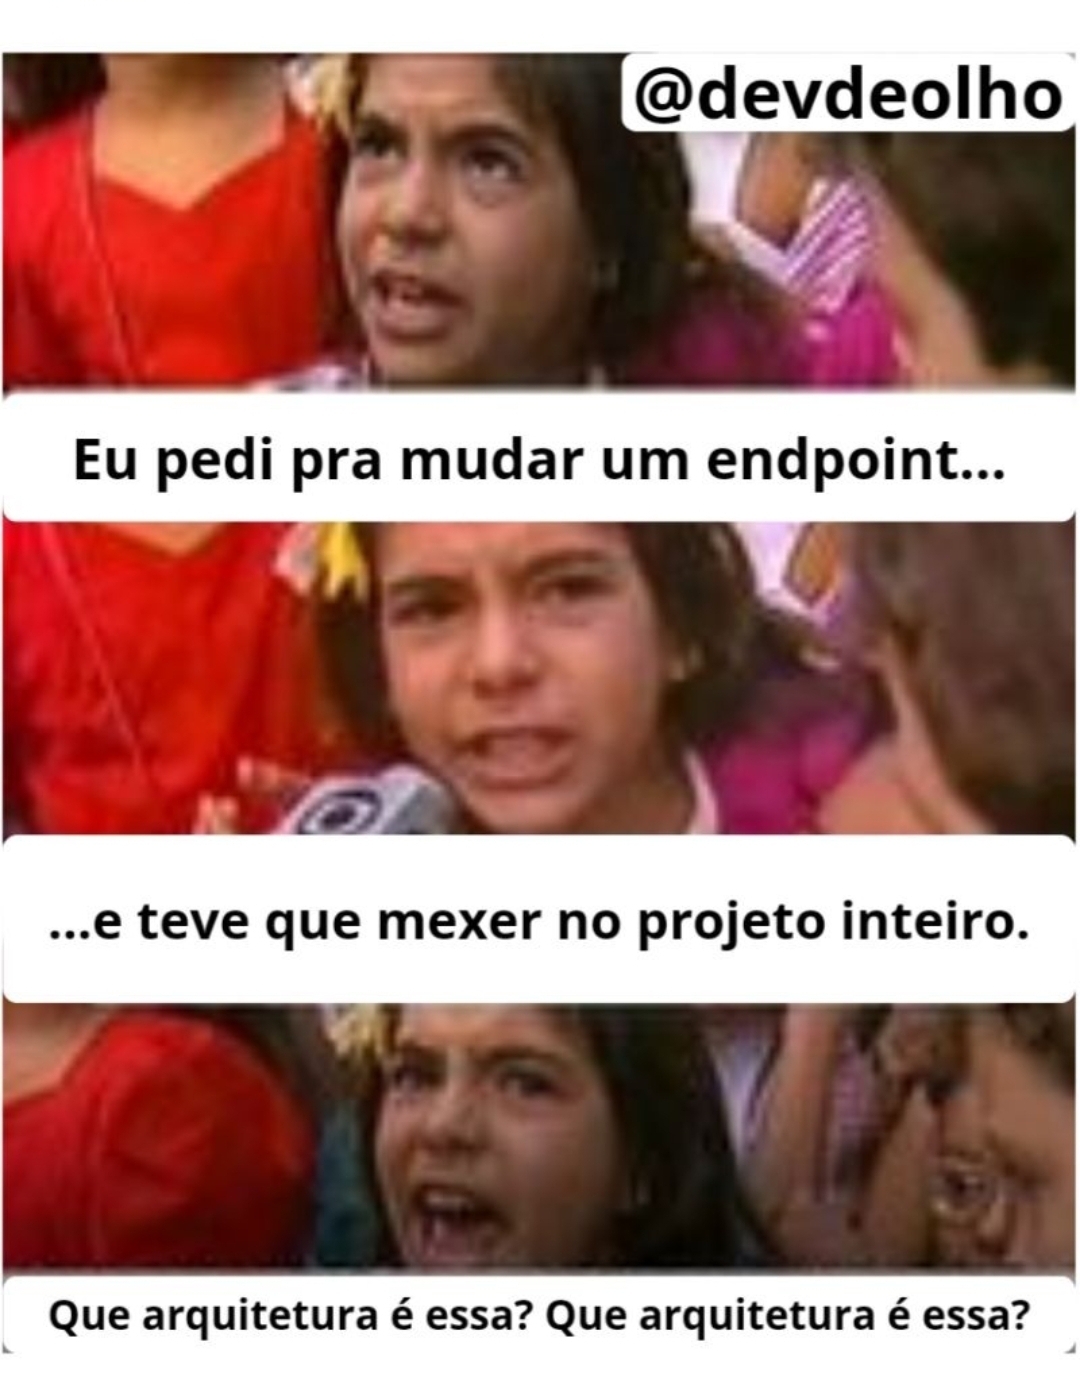 @devdeolho
Eu pedi pra mudar um endpoint...
...e teve que mexer no projeto inteiro.
Que arquitetura é essa? Que arquitetura é essa?